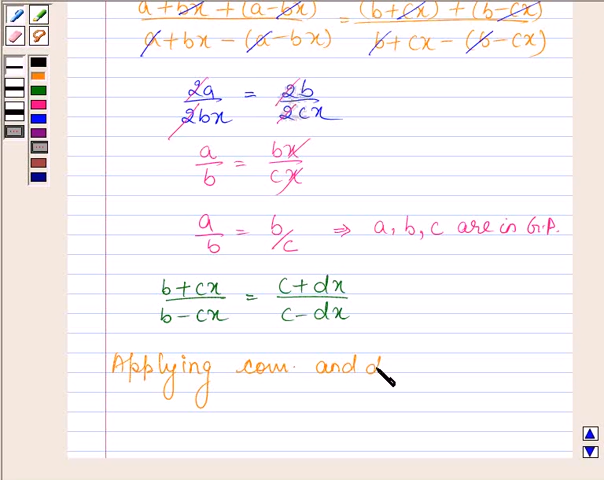 a + bx + (a - bx) / a + bx - (a - bx) = (b + cx) + (b - cx) / b + cx - (b - cx)
2a / 2bx = 2b / 2cx
a / b = bx / cx
a / b = b / c ⇒ a, b, c are in G.P.
b + cx / b - cx = c + dx / c - dx
Applying com. and d